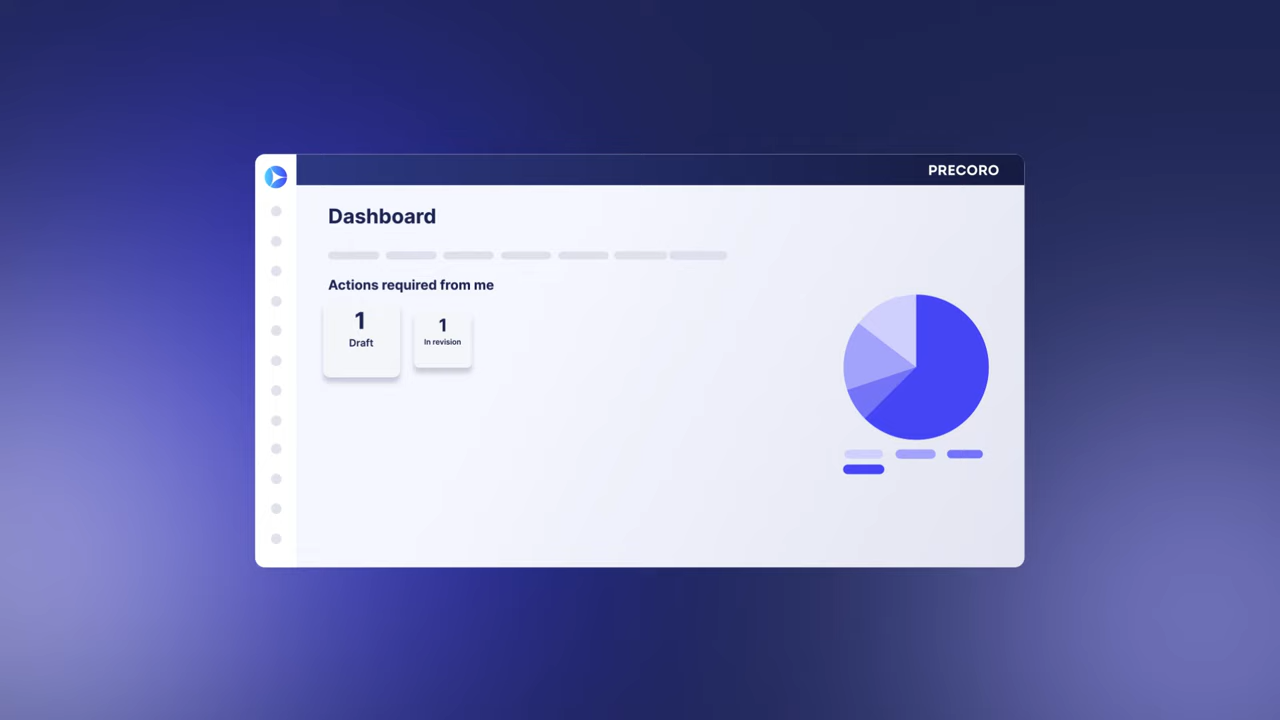 PRECORO
Dashboard
Actions required from me
1
Draft
1
In revision